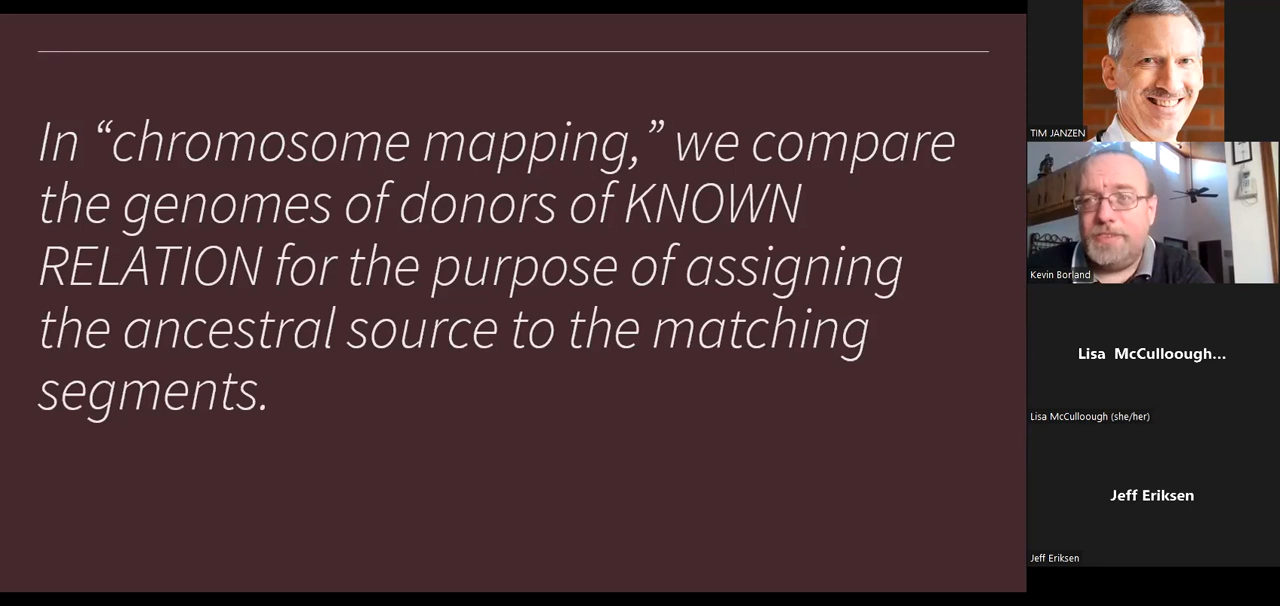 In “chromosome mapping,” we compare
the genomes of donors of KNOWN
RELATION for the purpose of assigning
the ancestral source to the matching
segments.
TIM JANZEN
Kevin Borland
Lisa McCulloough...
Lisa McCulloough (she/her)
Jeff Eriksen
Jeff Eriksen